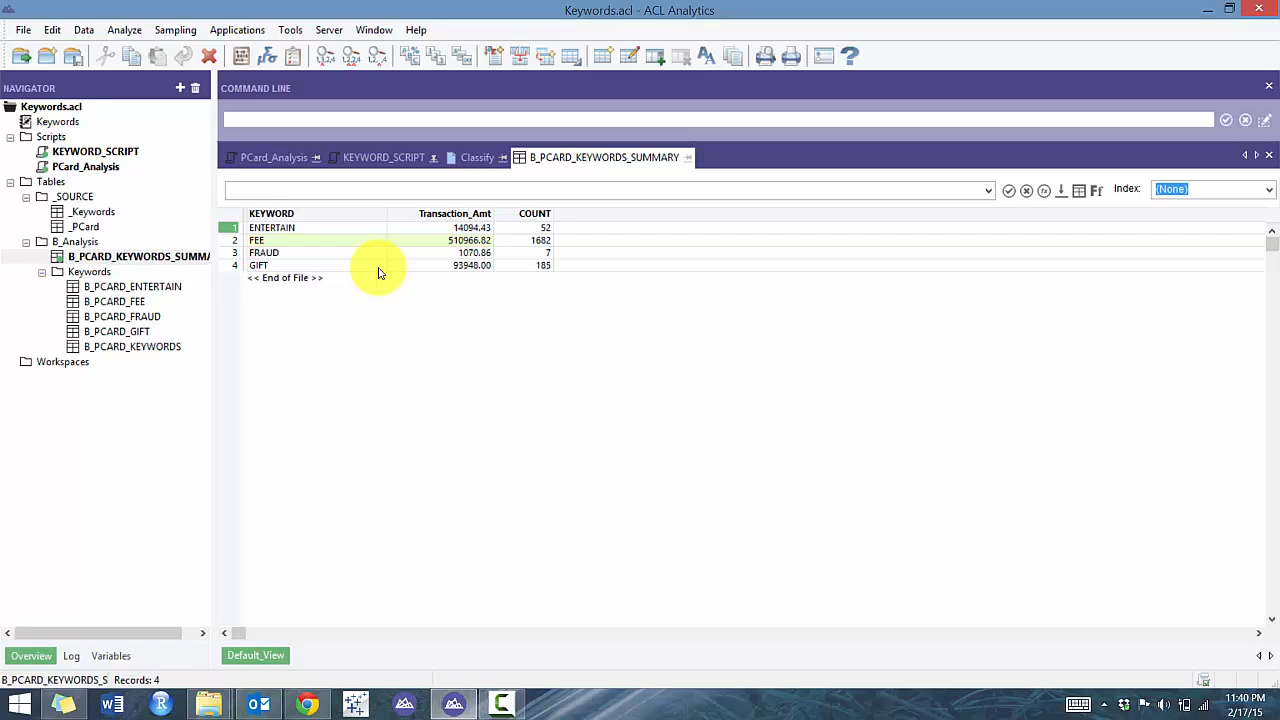 Keywords.acl - ACL Analytics
File Edit Data Analyze Sampling Applications Tools Server Window Help
NAVIGATOR
Keywords.acl
Keywords
Scripts
KEYWORD_SCRIPT
PCard_Analysis
Tables
_SOURCE
_Keywords
_PCard
B_Analysis
B_PCARD_KEYWORDS_SUMMA
Keywords
B_PCARD_ENTERTAIN
B_PCARD_FEE
B_PCARD_FRAUD
B_PCARD_GIFT
B_PCARD_KEYWORDS
Workspaces
Overview Log Variables
COMMAND LINE
PCard_Analysis KEYWORD_SCRIPT Classify B_PCARD_KEYWORDS_SUMMARY
Ff Index: (None)
KEYWORD Transaction_Amt COUNT
1 ENTERTAIN 14094.43 52
2 FEE 510966.82 1682
3 FRAUD 1070.86 7
4 GIFT 93948.00 185
<< End of File >>
Default_View
B_PCARD_KEYWORDS_S Records: 4
11:40 PM
2/17/15